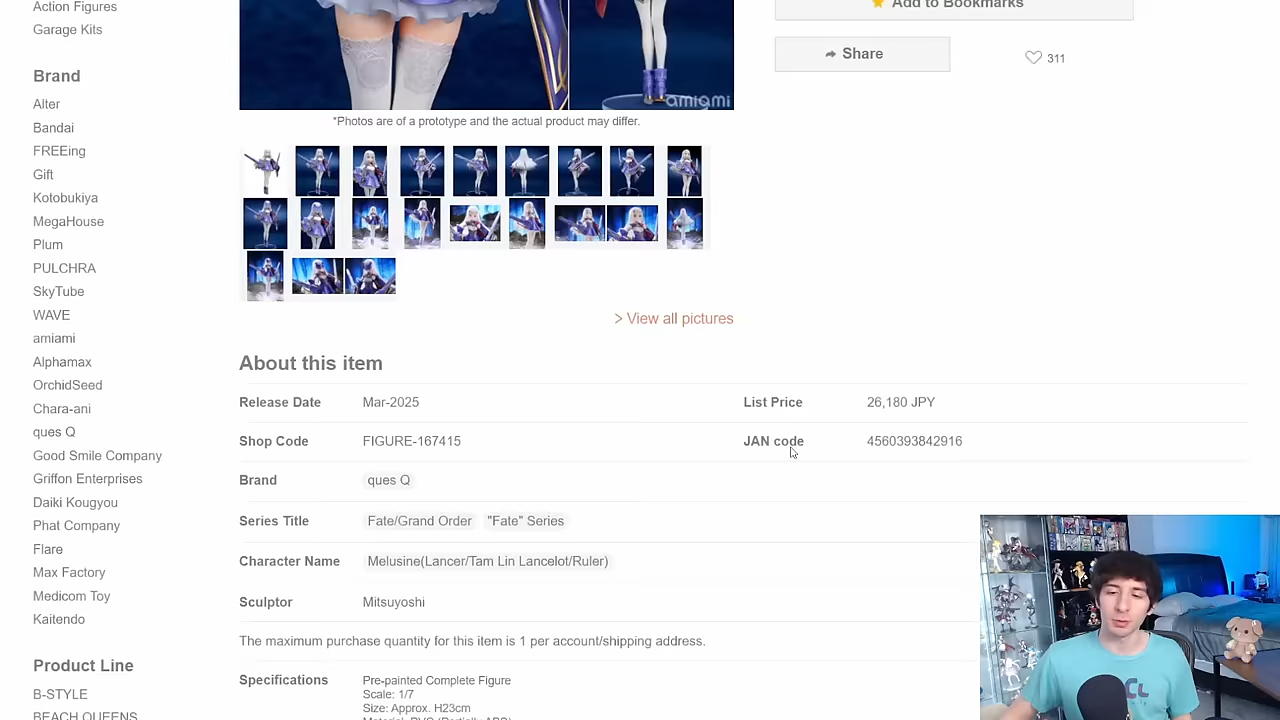 Action Figures
Garage Kits
Brand
Alter
Bandai
FREEing
Gift
Kotobukiya
MegaHouse
Plum
PULCHRA
SkyTube
WAVE
amiami
Alphamax
OrchidSeed
Chara-ani
ques Q
Good Smile Company
Griffon Enterprises
Daiki Kougyou
Phat Company
Flare
Max Factory
Medicom Toy
Kaitendo
Product Line
B-STYLE
BEACH QUEENS
amiami
*Photos are of a prototype and the actual product may differ.
> View all pictures
Add to Bookmarks
Share
311
About this item
Release Date Mar-2025 List Price 26,180 JPY
Shop Code FIGURE-167415 JAN code 4560393842916
Brand ques Q
Series Title Fate/Grand Order "Fate" Series
Character Name Melusine(Lancer/Tam Lin Lancelot/Ruler)
Sculptor Mitsuyoshi
The maximum purchase quantity for this item is 1 per account/shipping address.
Specifications Pre-painted Complete Figure
Scale: 1/7
Size: Approx. H23cm
Material: PVC (Partially ABS)